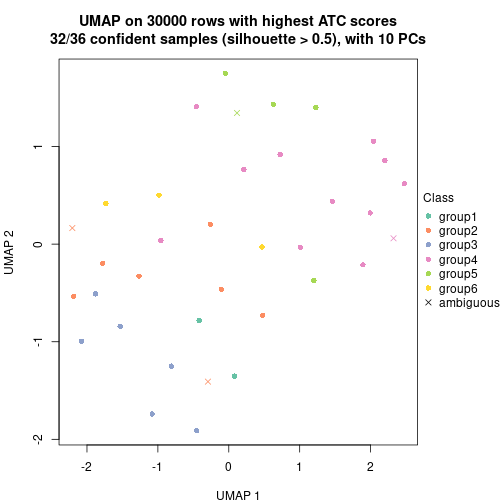 UMAP on 30000 rows with highest ATC scores
32/36 confident samples (silhouette > 0.5), with 10 PCs
UMAP 2
1
0
-1
-2
-2
-1
0
1
2
UMAP 1
Class
group1
group2
group3
group4
group5
group6
ambiguous